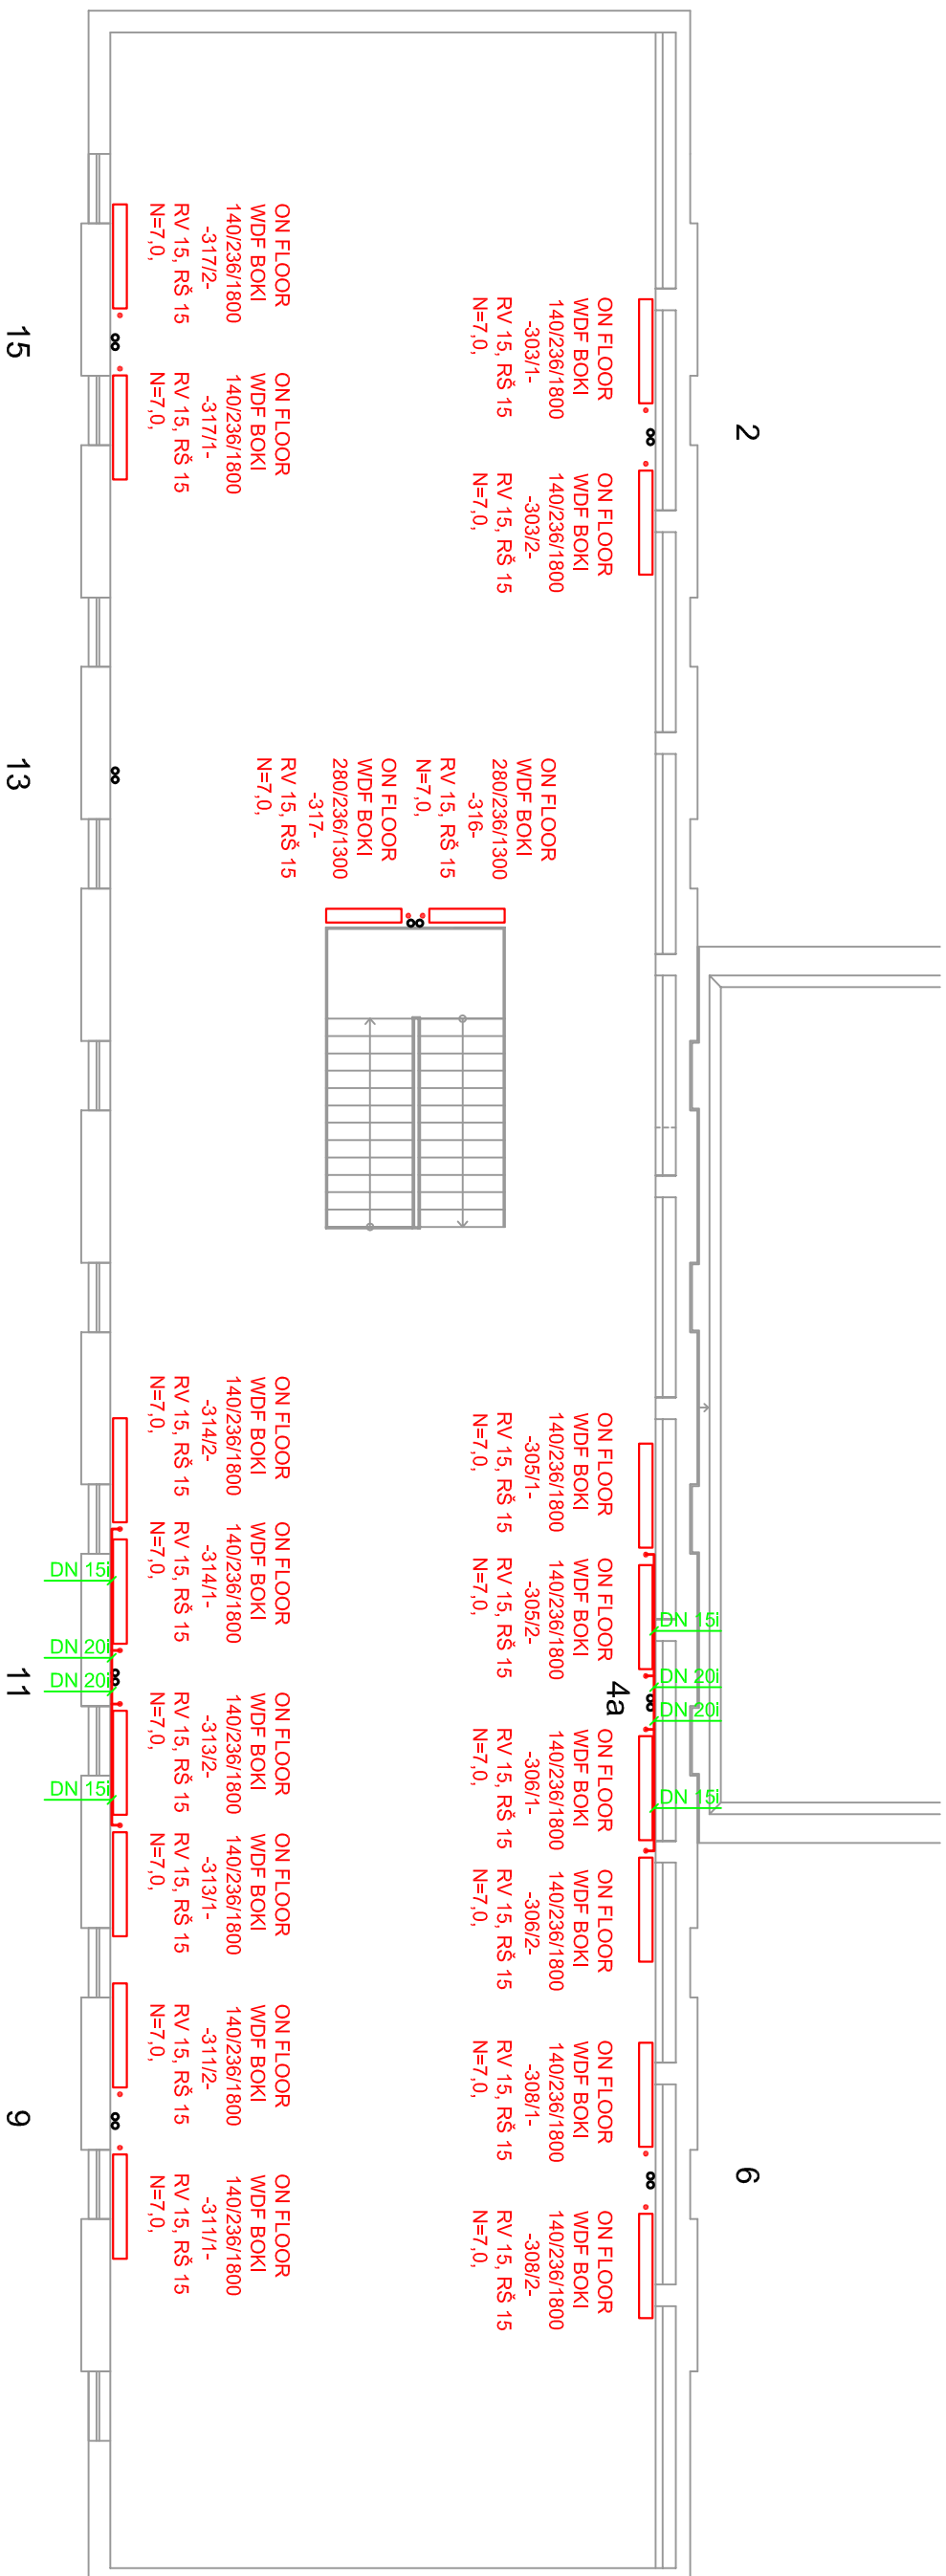 2
6
ON FLOOR
WDF BOKI
140/236/1800
-303/1-
RV 15, RŠ 15
N=7,0,
ON FLOOR
WDF BOKI
140/236/1800
-303/2-
RV 15, RŠ 15
N=7,0,
ON FLOOR
WDF BOKI
140/236/1800
-305/1-
RV 15, RŠ 15
N=7,0,
ON FLOOR
WDF BOKI
140/236/1800
-305/2-
RV 15, RŠ 15
N=7,0,
ON FLOOR
WDF BOKI
140/236/1800
-306/1-
RV 15, RŠ 15
N=7,0,
ON FLOOR
WDF BOKI
140/236/1800
-306/2-
RV 15, RŠ 15
N=7,0,
ON FLOOR
WDF BOKI
140/236/1800
-308/1-
RV 15, RŠ 15
N=7,0,
ON FLOOR
WDF BOKI
140/236/1800
-308/2-
RV 15, RŠ 15
N=7,0,
DN 15i
DN 20i
DN 20i
DN 15i
4a
ON FLOOR
WDF BOKI
280/236/1300
-316-
RV 15, RŠ 15
N=7,0,
ON FLOOR
WDF BOKI
280/236/1300
-317-
RV 15, RŠ 15
N=7,0,
ON FLOOR
WDF BOKI
140/236/1800
-317/2-
RV 15, RŠ 15
N=7,0,
ON FLOOR
WDF BOKI
140/236/1800
-317/1-
RV 15, RŠ 15
N=7,0,
ON FLOOR
WDF BOKI
140/236/1800
-314/2-
RV 15, RŠ 15
N=7,0,
ON FLOOR
WDF BOKI
140/236/1800
-314/1-
RV 15, RŠ 15
N=7,0,
ON FLOOR
WDF BOKI
140/236/1800
-313/2-
RV 15, RŠ 15
N=7,0,
ON FLOOR
WDF BOKI
140/236/1800
-313/1-
RV 15, RŠ 15
N=7,0,
ON FLOOR
WDF BOKI
140/236/1800
-311/2-
RV 15, RŠ 15
N=7,0,
ON FLOOR
WDF BOKI
140/236/1800
-311/1-
RV 15, RŠ 15
N=7,0,
DN 15i
DN 20i
DN 20i
DN 15i
15
13
11
9